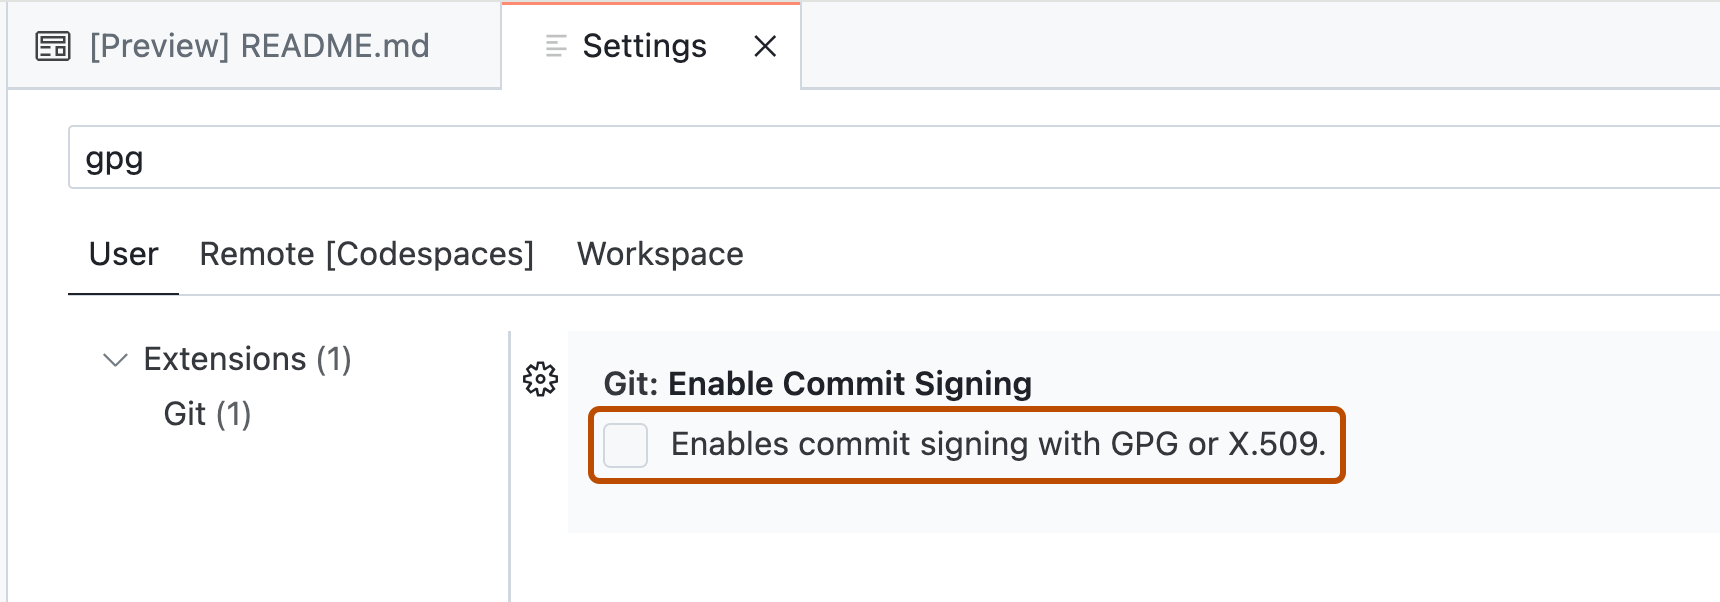 [Preview] README.md
Settings
gpg
User
Remote [Codespaces]
Workspace
Extensions (1)
Git (1)
Git: Enable Commit Signing
Enables commit signing with GPG or X.509.